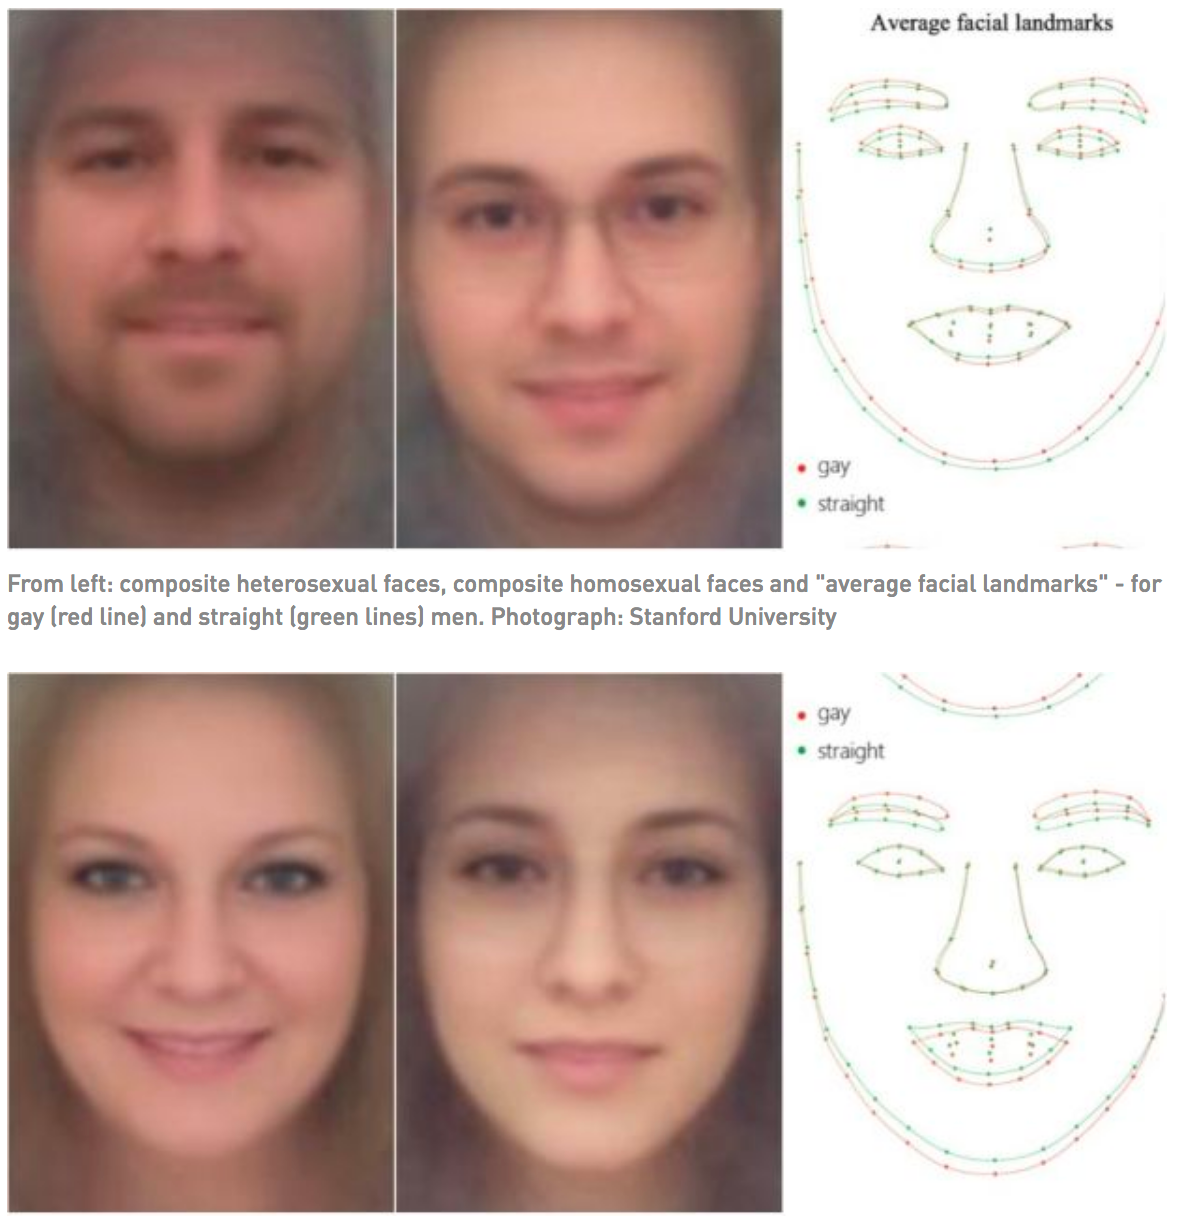 Average facial landmarks
gay
straight
From left: composite heterosexual faces, composite homosexual faces and "average facial landmarks" - for
gay (red line) and straight (green lines) men. Photograph: Stanford University
gay
straight